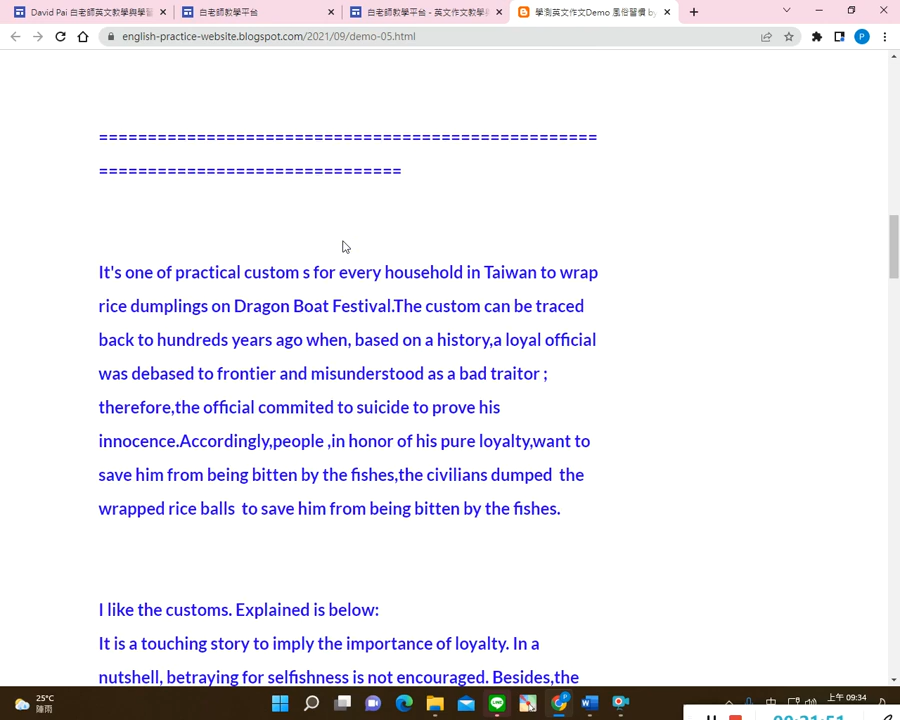 David Pai 白老師英文教學與學習
白老師教學平台
白老師教學平台 - 英文作文教學
學測英文作文Demo 風俗習慣 by
english-practice-website.blogspot.com/2021/09/demo-05.html
P
===================================================
===============================
It's one of practical custom s for every household in Taiwan to wrap
rice dumplings on Dragon Boat Festival.The custom can be traced
back to hundreds years ago when, based on a history,a loyal official
was debased to frontier and misunderstood as a bad traitor ;
therefore,the official commited to suicide to prove his
innocence.Accordingly,people ,in honor of his pure loyalty,want to
save him from being bitten by the fishes,the civilians dumped  the
wrapped rice balls  to save him from being bitten by the fishes.
I like the customs. Explained is below:
It is a touching story to imply the importance of loyalty. In a
nutshell, betraying for selfishness is not encouraged. Besides,the
25°C
陣雨
中
上午 09:34